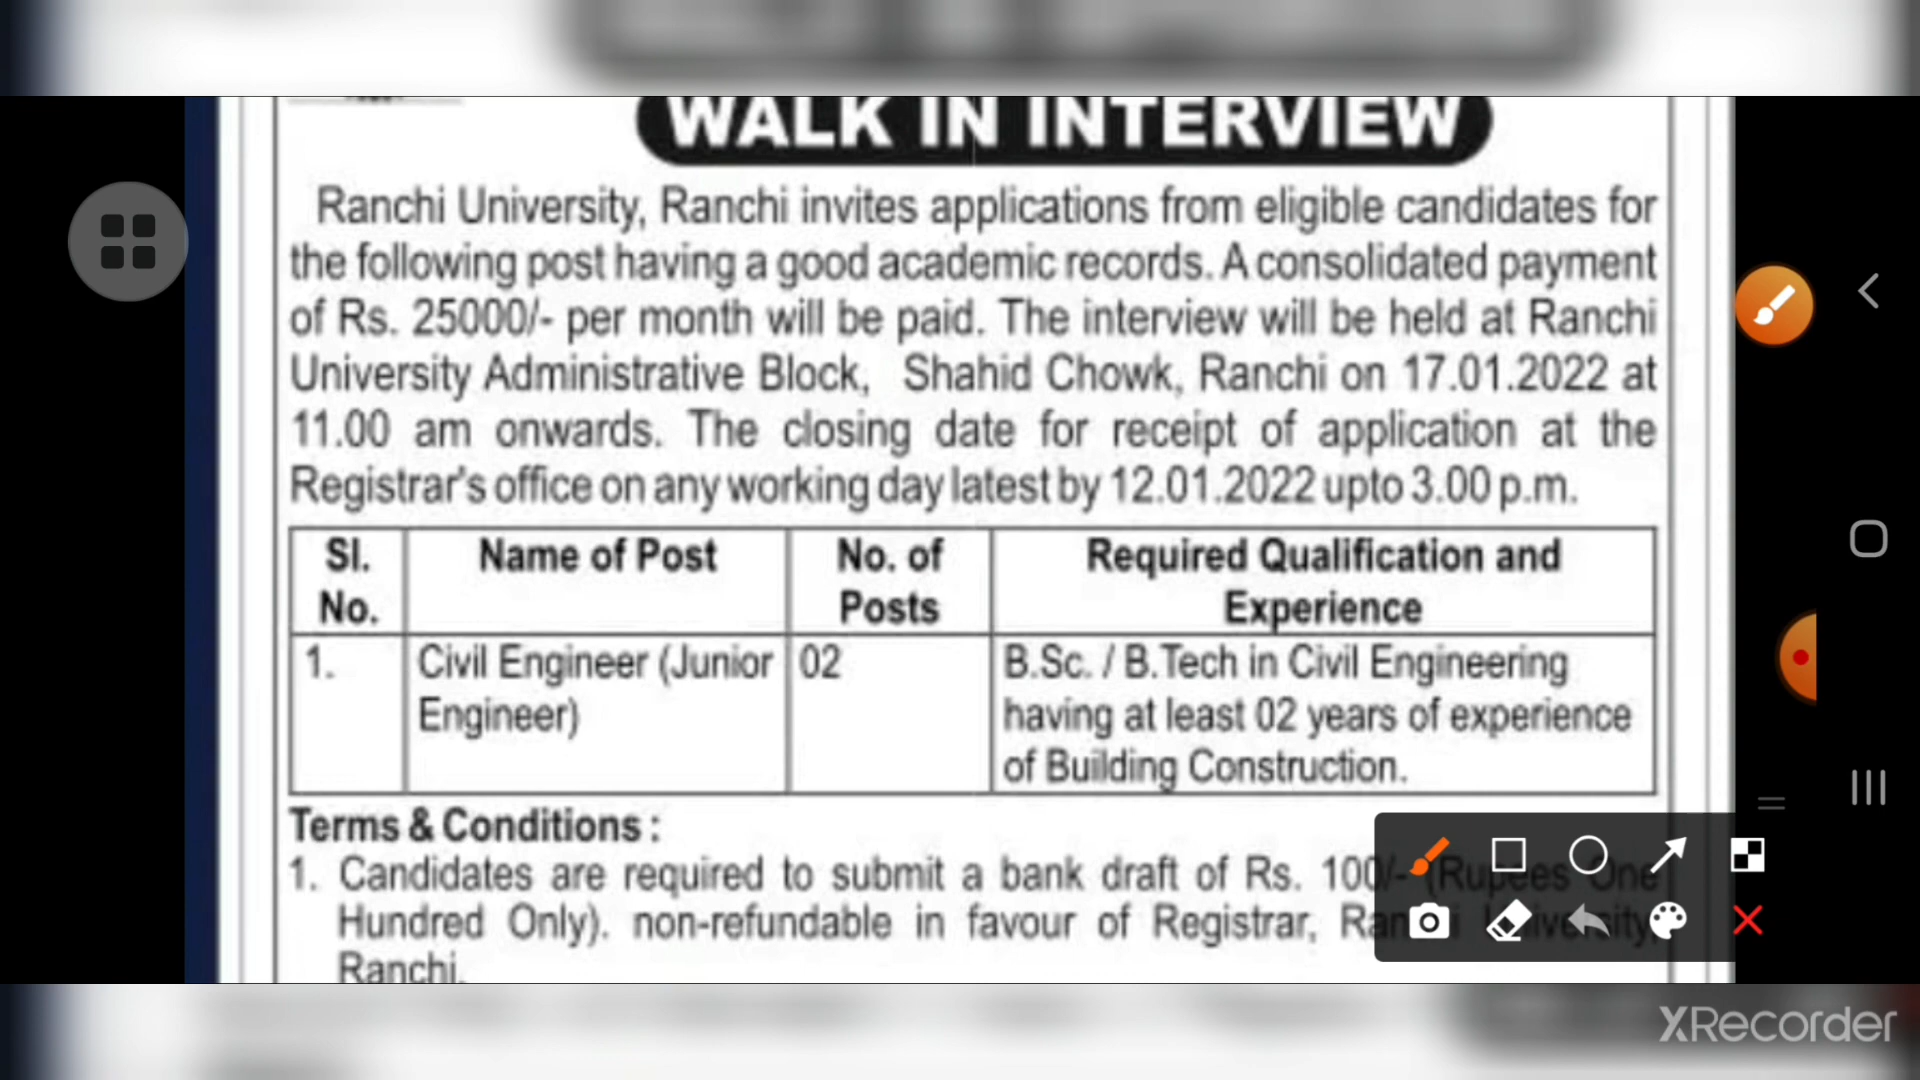 WALK IN INTERVIEW
Ranchi University, Ranchi invites applications from eligible candidates for
the following post having a good academic records. A consolidated payment
of Rs. 25000/- per month will be paid. The interview will be held at Ranchi
University Administrative Block, Shahid Chowk, Ranchi on 17.01.2022 at
11.00 am onwards. The closing date for receipt of application at the
Registrar's office on any working day latest by 12.01.2022 upto 3.00 p.m.
Sl. No. Name of Post No. of Posts Required Qualification and Experience
1. Civil Engineer (Junior Engineer) 02 B.Sc. / B.Tech in Civil Engineering
having at least 02 years of experience
of Building Construction.
Terms & Conditions :
1. Candidates are required to submit a bank draft of Rs. 100/- (Rupees One
Hundred Only). non-refundable in favour of Registrar, Ranchi University,
Ranchi.
XRecorder